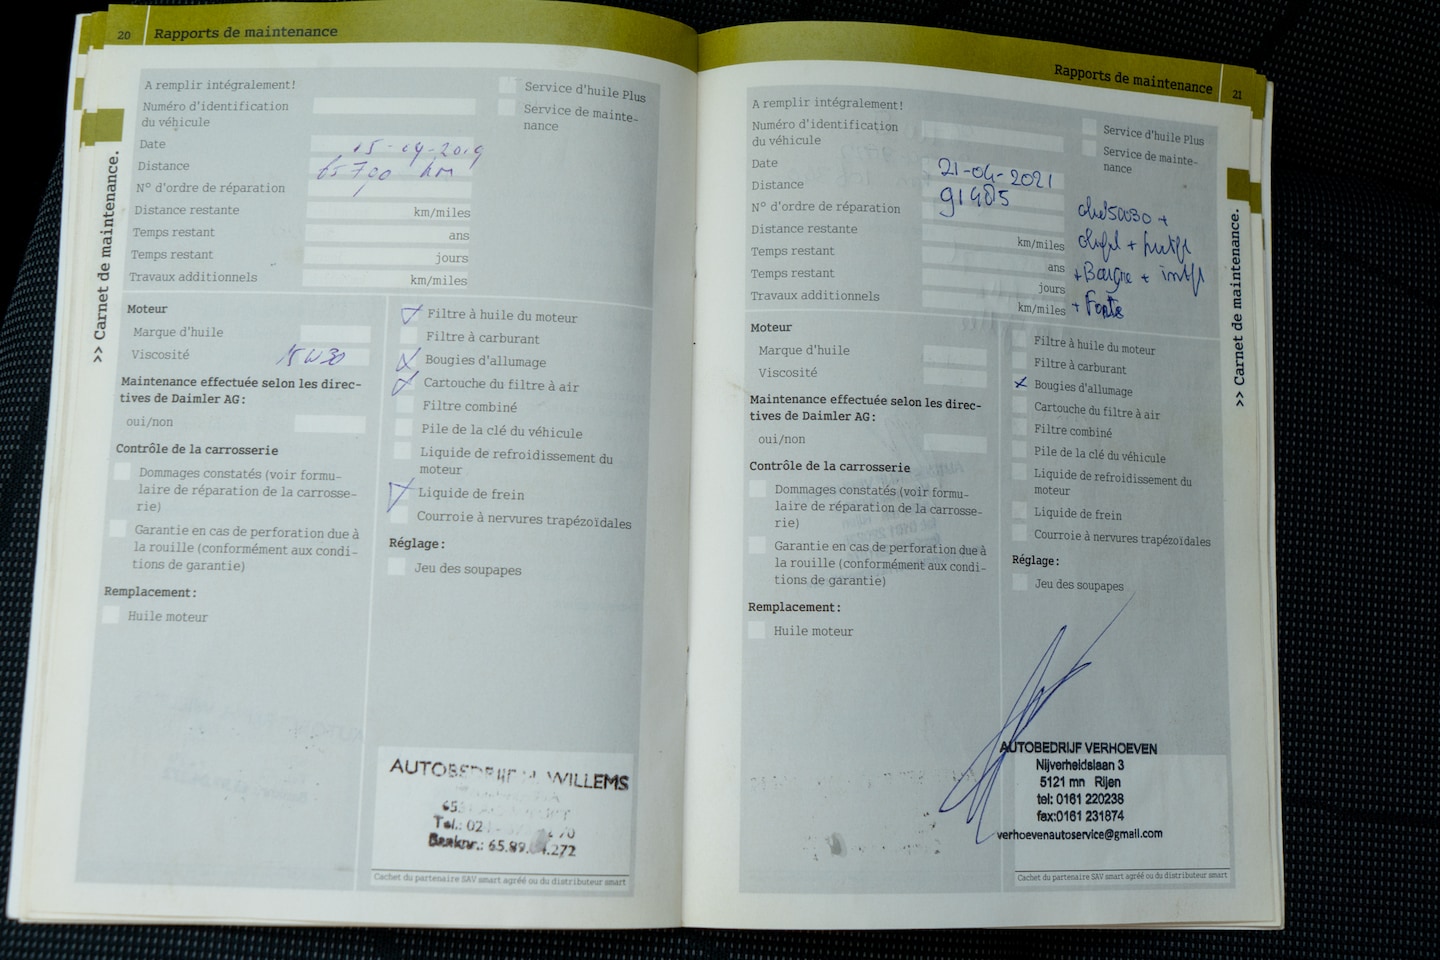 20 Rapports de maintenance
A remplir intégralement!
Numéro d'identification
du véhicule
Date 15-04-2019
Distance 65700 km
N° d'ordre de réparation
Distance restante km/miles
Temps restant ans
Temps restant jours
Travaux additionnels km/miles
Service d'huile Plus
Service de mainte-
nance
>> Carnet de maintenance.
Moteur
Marque d'huile
Viscosité 15W30
Maintenance effectuée selon les direc-
tives de Daimler AG:
oui/non
Contrôle de la carrosserie
Dommages constatés (voir formu-
laire de réparation de la carrosse-
rie)
Garantie en cas de perforation due à
la rouille (conformément aux condi-
tions de garantie)
Remplacement:
Huile moteur
Filtre à huile du moteur
Filtre à carburant
Bougies d'allumage
Cartouche du filtre à air
Filtre combiné
Pile de la clé du véhicule
Liquide de refroidissement du
moteur
Liquide de frein
Courroie à nervures trapézoïdales
Réglage:
Jeu des soupapes
WILLEMS
Tel.: 02
Banknr.: 65.89.
Cachet du partenaire SAV smart agréé ou du distributeur smart
Rapports de maintenance 21
A remplir intégralement!
Numéro d'identification
du véhicule
Date 21-04-2021
Distance 91485
N° d'ordre de réparation
Distance restante km/miles
Temps restant ans
Temps restant jours
Travaux additionnels km/miles
Service d'huile Plus
Service de mainte-
nance
>> Carnet de maintenance.
Moteur
Marque d'huile
Viscosité
Maintenance effectuée selon les direc-
tives de Daimler AG:
oui/non
Contrôle de la carrosserie
Dommages constatés (voir formu-
laire de réparation de la carrosse-
rie)
Garantie en cas de perforation due à
la rouille (conformément aux condi-
tions de garantie)
Remplacement:
Huile moteur
Filtre à huile du moteur
Filtre à carburant
Bougies d'allumage
Cartouche du filtre à air
Filtre combiné
Pile de la clé du véhicule
Liquide de refroidissement du
moteur
Liquide de frein
Courroie à nervures trapézoïdales
Réglage:
Jeu des soupapes
AUTOBEDRIJF VERHOEVEN
Nijverheidslaan 3
5121 mn Rijen
tel: 0161 220238
fax:0161 231874
verhoevenautoservice@gmail.com
Cachet du partenaire SAV smart agréé ou du distributeur smart